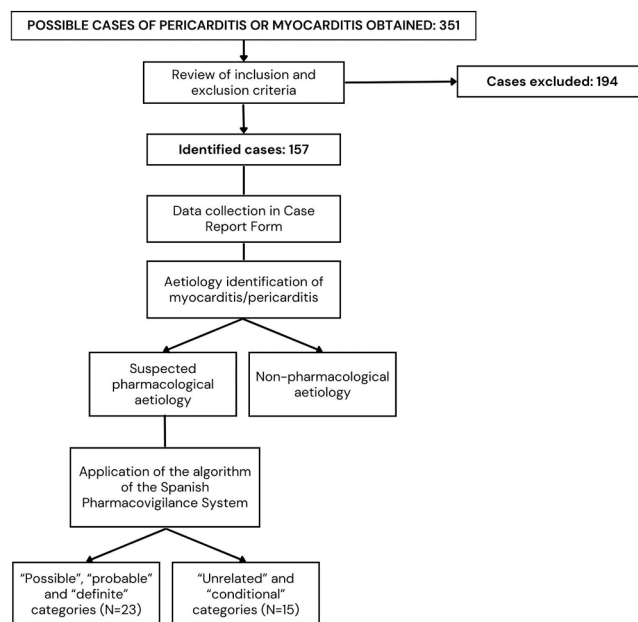 POSSIBLE CASES OF PERICARDITIS OR MYOCARDITIS OBTAINED: 351
Review of inclusion and
exclusion criteria
Cases excluded: 194
Identified cases: 157
Data collection in Case
Report Form
Aetiology identification of
myocarditis/pericarditis
Suspected
pharmacological
aetiology
Non-pharmacological
aetiology
Application of the algorithm
of the Spanish
Pharmacovigilance System
“Possible”, “probable”
and “definite”
categories (N=23)
“Unrelated” and
“conditional”
categories (N=15)